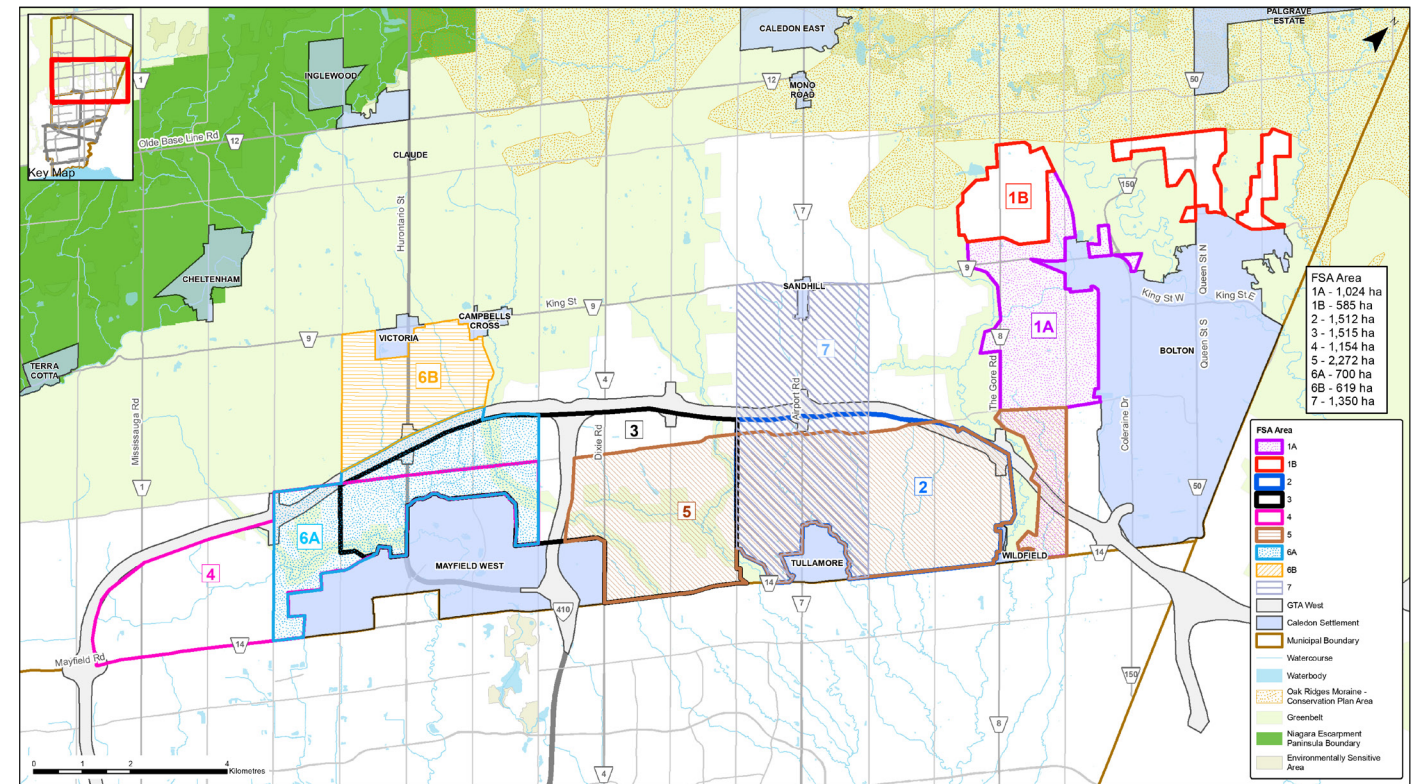 PALGRAVE
ESTATE
CALEDON EAST
N
1
INGLEWOOD
12
MONO
ROAD
50
Olde Base Line Rd
12
CLAUDE
Key Map
150
1B
Hurontario St
7
CHELTENHAM
9
SANDHILL
Queen St N
King St W
King St E
FSA Area
1A - 1,024 ha
1B - 585 ha
2 - 1,512 ha
3 - 1,515 ha
4 - 1,154 ha
5 - 2,272 ha
6A - 700 ha
6B - 619 ha
7 - 1,350 ha
King St
9
CAMPBELLS
CROSS
9
VICTORIA
8
1A
BOLTON
Queen St S
7
TERRA
COTTA
6B
4
The Gore Rd
Airport Rd
Mississauga Rd
Dixie Rd
3
Coleraine Dr
1
2
50
5
6A
4
MAYFIELD WEST
TULLAMORE
WILDFIELD
14
14
7
410
14
Mayfield Rd
150
8
4
FSA Area
1A
1B
2
3
4
5
6A
6B
7
GTA West
Caledon Settlement
Municipal Boundary
Watercourse
Waterbody
Oak Ridges Moraine -
Conservation Plan Area
Greenbelt
Niagara Escarpment
Paninsula Boundary
Environmentally Sensitive
Area
0 1 2 4
Kilometres